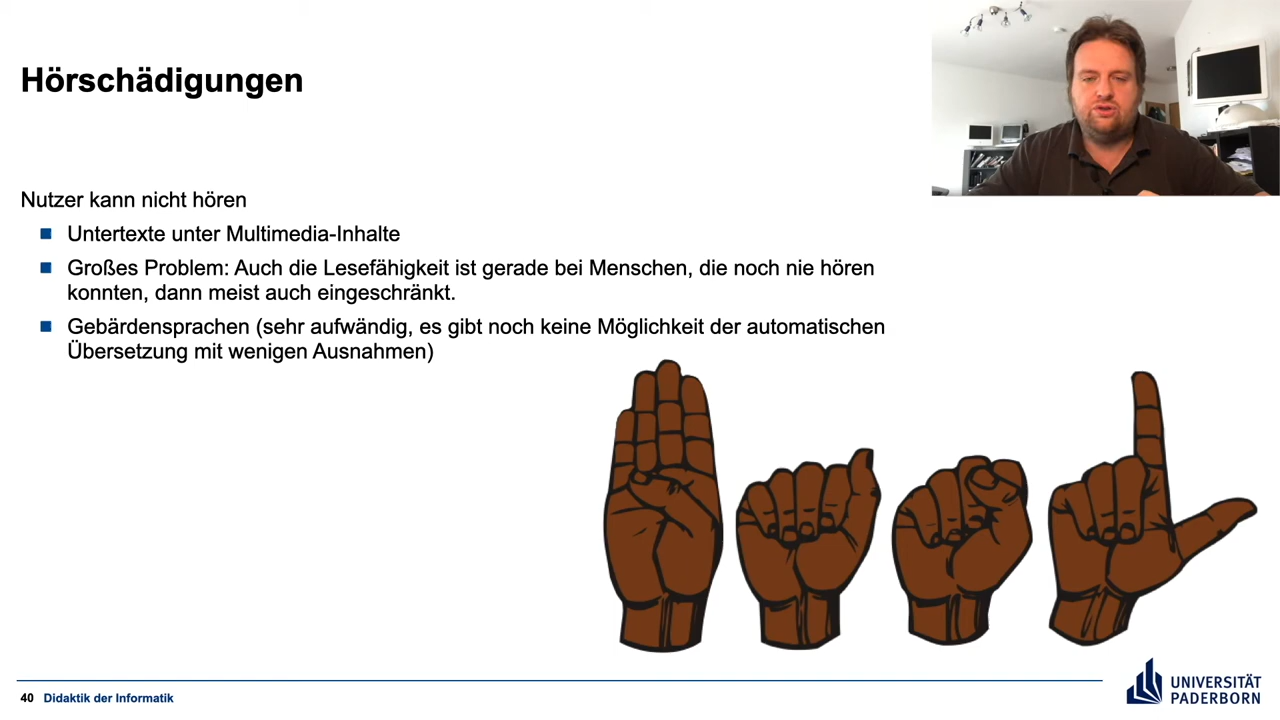 Hörschädigungen
Nutzer kann nicht hören
Untertexte unter Multimedia-Inhalte
Großes Problem: Auch die Lesefähigkeit ist gerade bei Menschen, die noch nie hören
konnten, dann meist auch eingeschränkt.
Gebärdensprachen (sehr aufwändig, es gibt noch keine Möglichkeit der automatischen
Übersetzung mit wenigen Ausnahmen)
40 Didaktik der Informatik
UNIVERSITÄT
PADERBORN